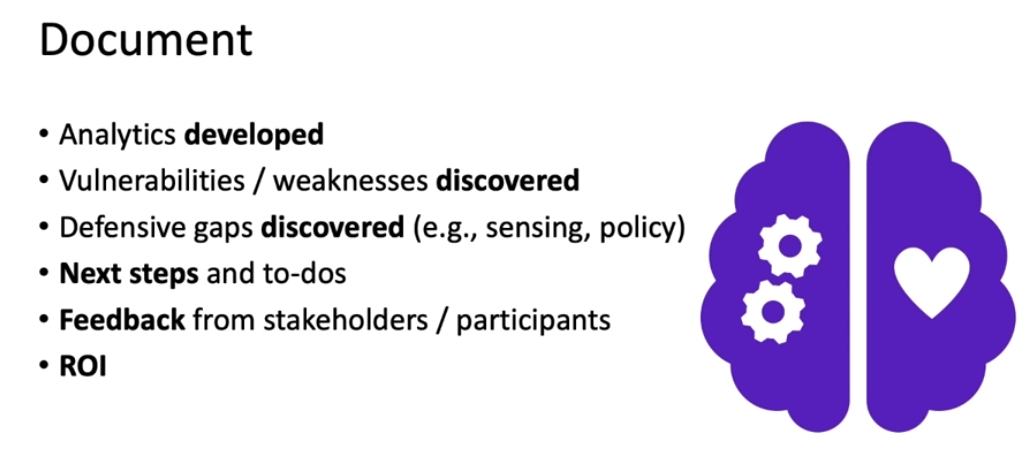 Document
• Analytics developed
• Vulnerabilities / weaknesses discovered
• Defensive gaps discovered (e.g., sensing, policy)
• Next steps and to-dos
• Feedback from stakeholders / participants
• ROI